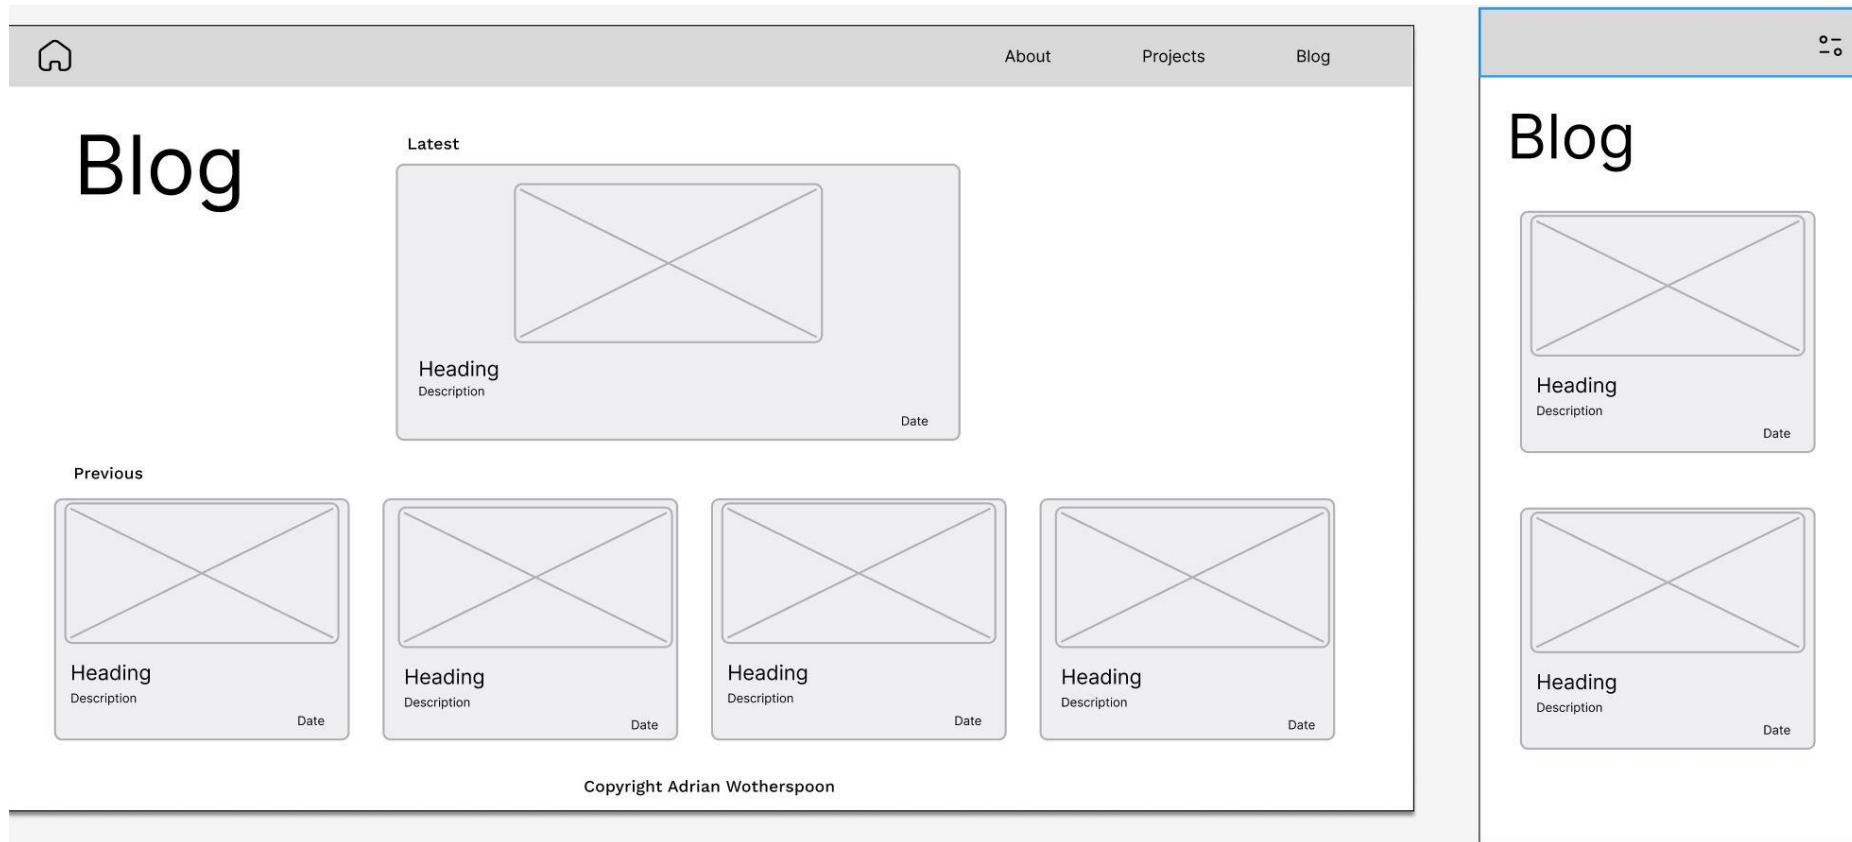 About Projects Blog
Blog
Latest
Heading
Description
Date
Previous
Heading
Description
Date
Heading
Description
Date
Heading
Description
Date
Heading
Description
Date
Copyright Adrian Wotherspoon
Blog
Heading
Description
Date
Heading
Description
Date